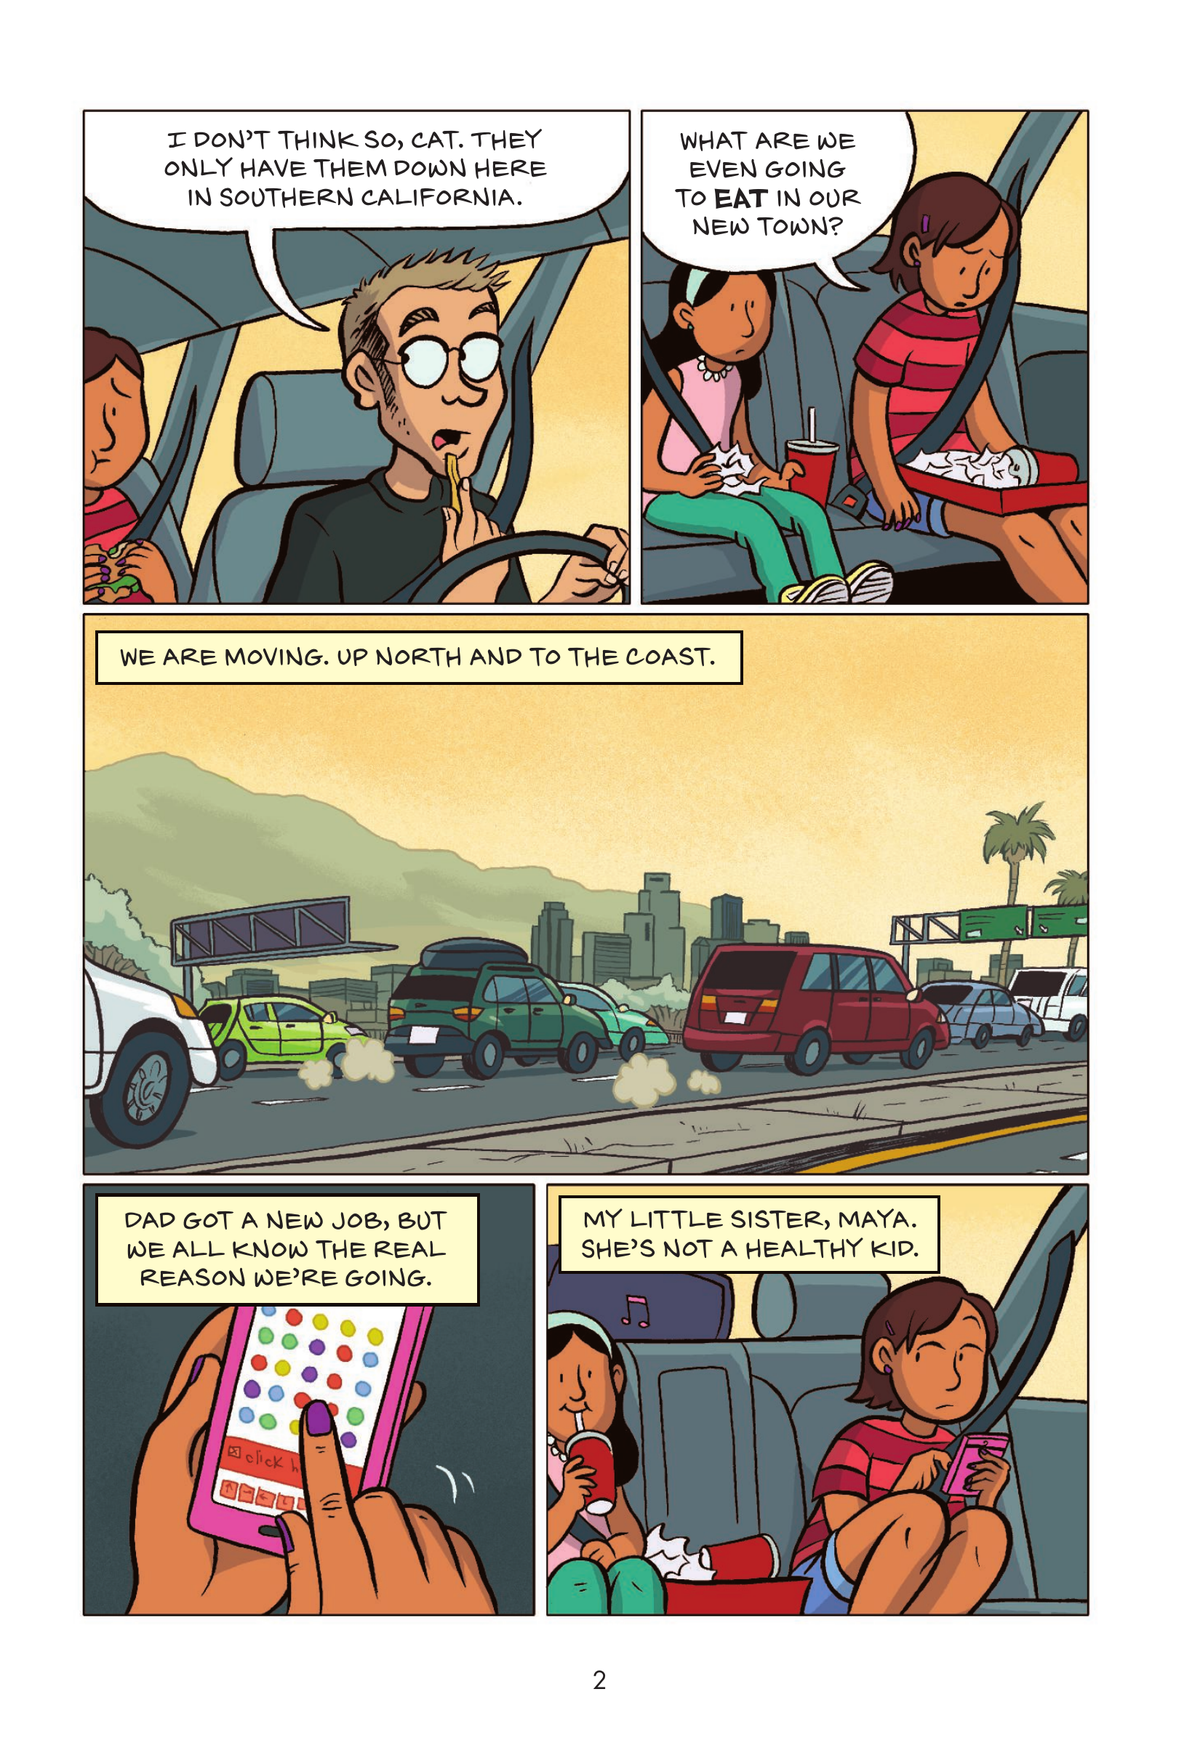 I DON'T THINK SO, CAT. THEY
ONLY HAVE THEM DOWN HERE
IN SOUTHERN CALIFORNIA.
WHAT ARE WE
EVEN GOING
TO EAT IN OUR
NEW TOWN?
WE ARE MOVING. UP NORTH AND TO THE COAST.
DAD GOT A NEW JOB, BUT
WE ALL KNOW THE REAL
REASON WE'RE GOING.
click h
MY LITTLE SISTER, MAYA.
SHE'S NOT A HEALTHY KID.
2